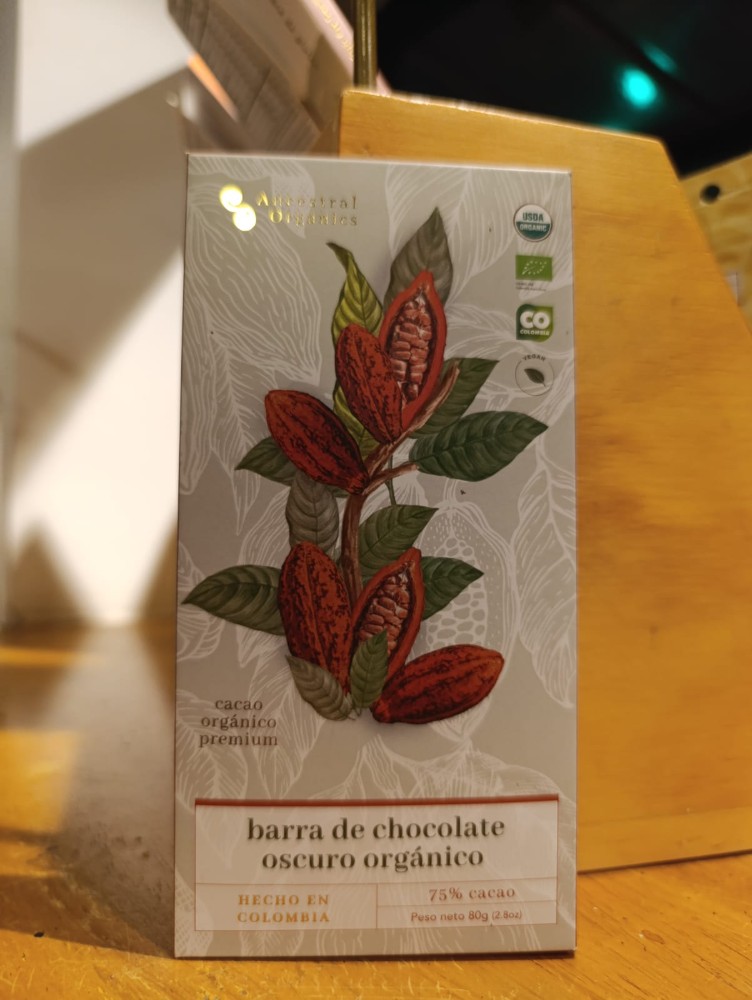 Ancestral
Orgánics
USDA
ORGANIC
CO
COLOMBIA
VEGAN
cacao
orgánico
premium
barra de chocolate
oscuro orgánico
HECHO EN
COLOMBIA
75% cacao
Peso neto 80g (2.8oz)